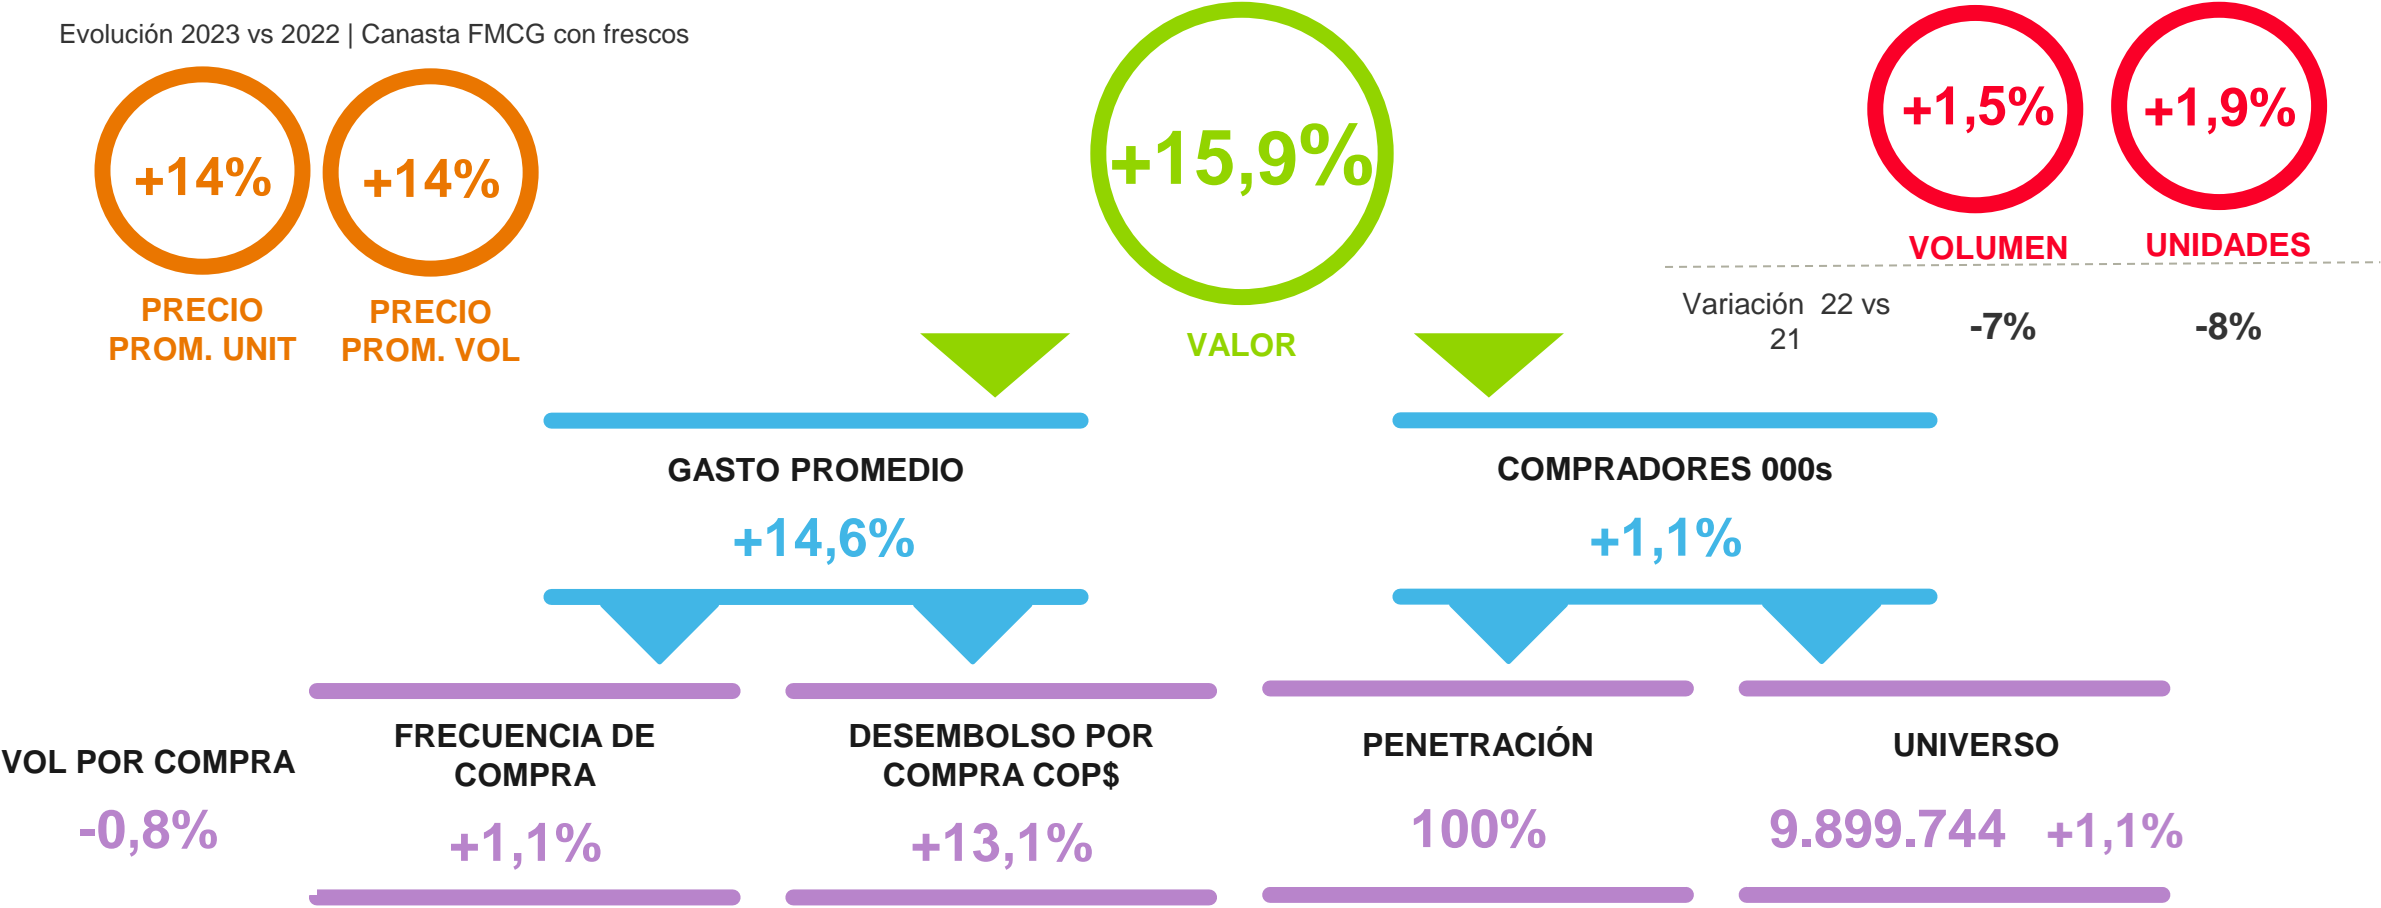 Evolución 2023 vs 2022 | Canasta FMCG con frescos
+14%
PRECIO
PROM. UNIT
+14%
PRECIO
PROM. VOL
+15,9%
VALOR
+1,5%
VOLUMEN
+1,9%
UNIDADES
Variación  22 vs
21
-7%
-8%
GASTO PROMEDIO
+14,6%
COMPRADORES 000s
+1,1%
VOL POR COMPRA
-0,8%
FRECUENCIA DE
COMPRA
+1,1%
DESEMBOLSO POR
COMPRA COP$
+13,1%
PENETRACIÓN
100%
UNIVERSO
9.899.744 +1,1%